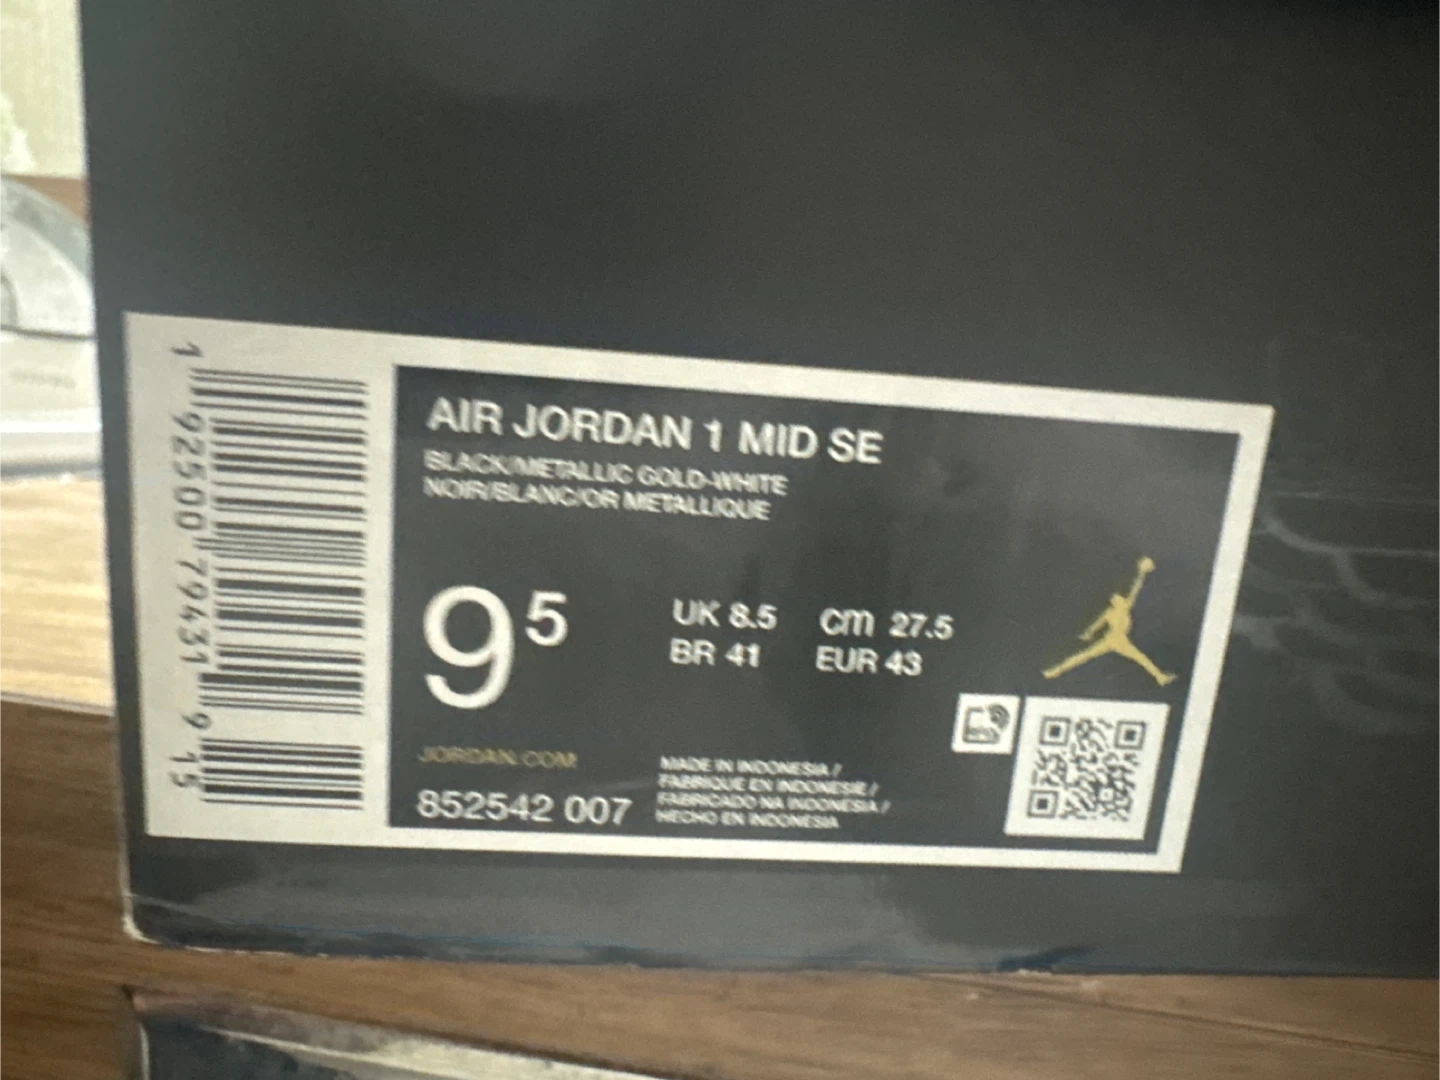 1 92500 79431 9 15
AIR JORDAN 1 MID SE
BLACK/METALLIC GOLD-WHITE
NOIR/BLANC/OR METALLIQUE
9⁵
UK 8.5 cm 27.5
BR 41 EUR 43
JORDAN.COM
852542 007
MADE IN INDONESIA /
FABRIQUE EN INDONESIE /
FABRICADO NA INDONESIA /
HECHO EN INDONESIA